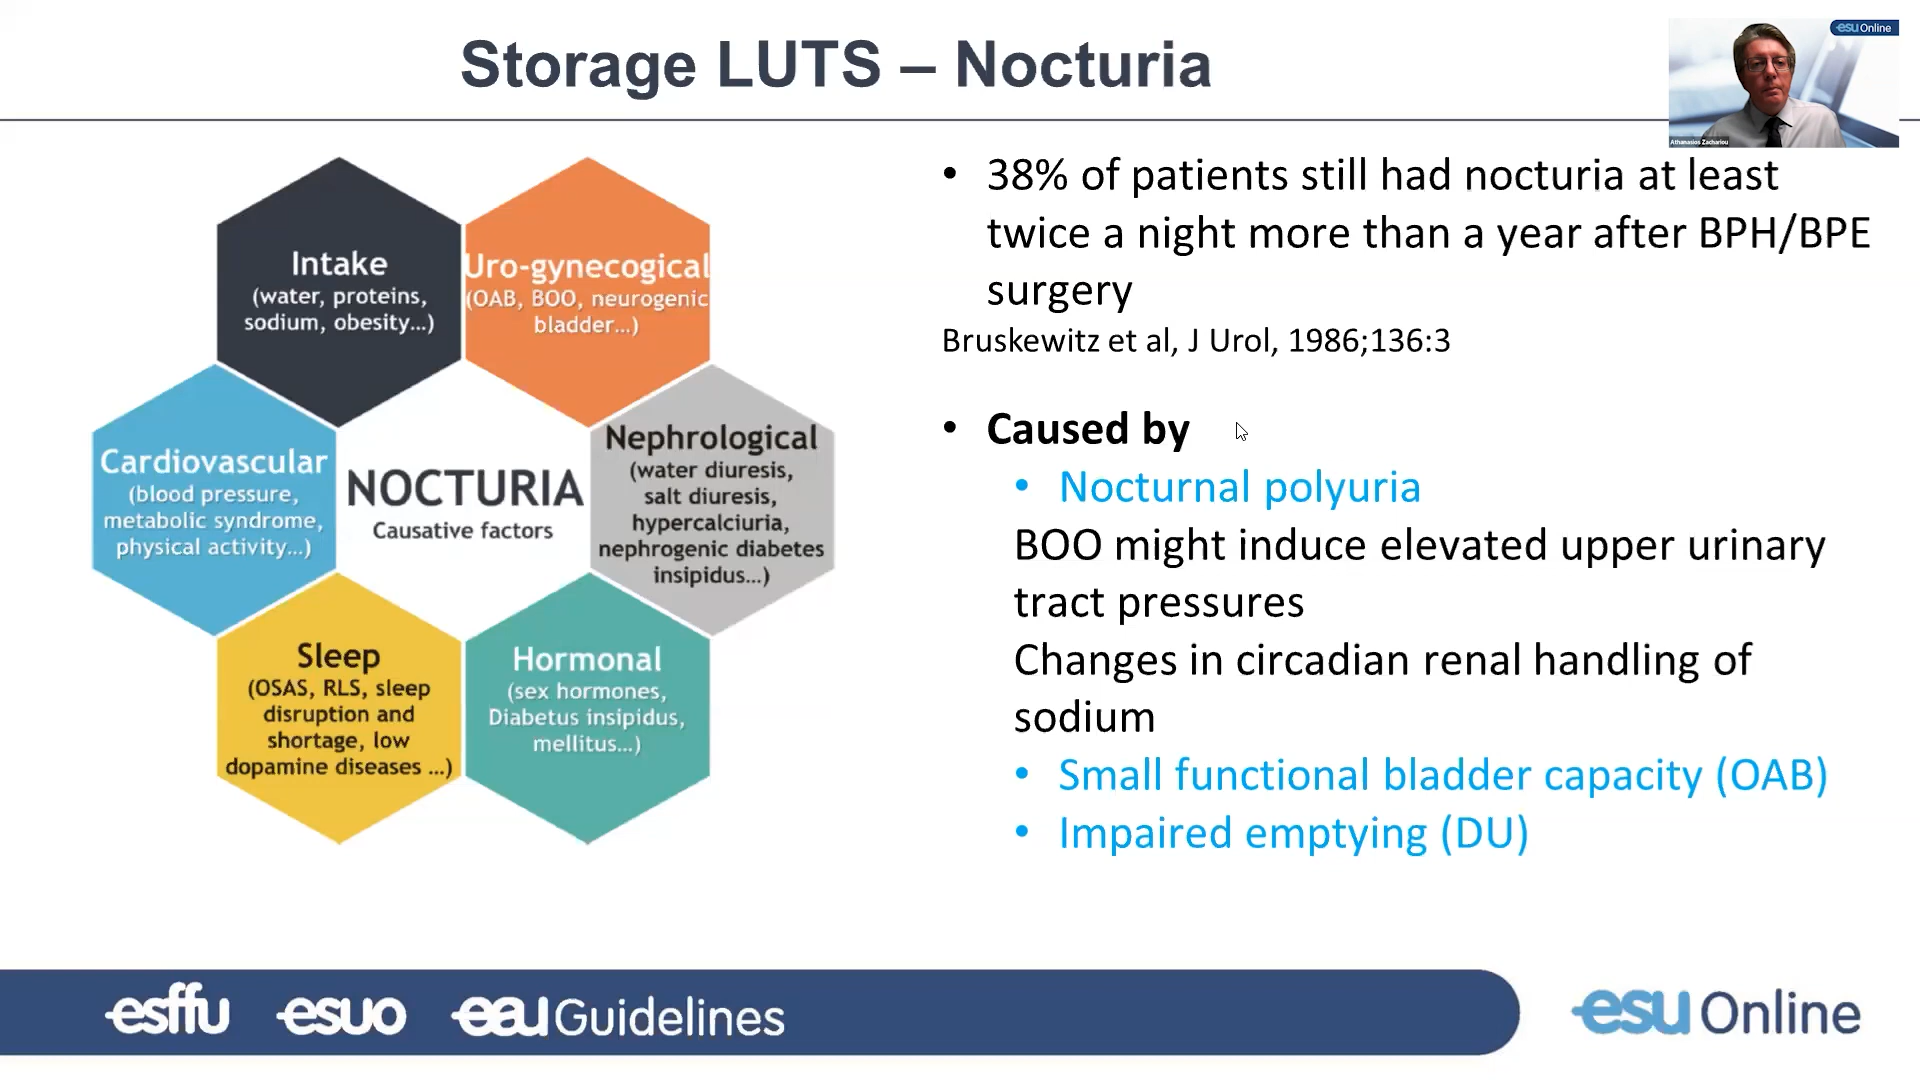 Storage LUTS – Nocturia
esu Online
Athanasios Zachariou
Intake
(water, proteins,
sodium, obesity...)
Uro-gynecogical
(OAB, BOO, neurogenic
bladder...)
Cardiovascular
(blood pressure,
metabolic syndrome,
physical activity...)
NOCTURIA
Causative factors
Nephrological
(water diuresis,
salt diuresis,
hypercalciuria,
nephrogenic diabetes
insipidus...)
Sleep
(OSAS, RLS, sleep
disruption and
shortage, low
dopamine diseases ...)
Hormonal
(sex hormones,
Diabetus insipidus,
mellitus...)
• 38% of patients still had nocturia at least
twice a night more than a year after BPH/BPE
surgery
Bruskewitz et al, J Urol, 1986;136:3
• Caused by
• Nocturnal polyuria
BOO might induce elevated upper urinary
tract pressures
Changes in circadian renal handling of
sodium
• Small functional bladder capacity (OAB)
• Impaired emptying (DU)
esffu esuo eau Guidelines
esu Online